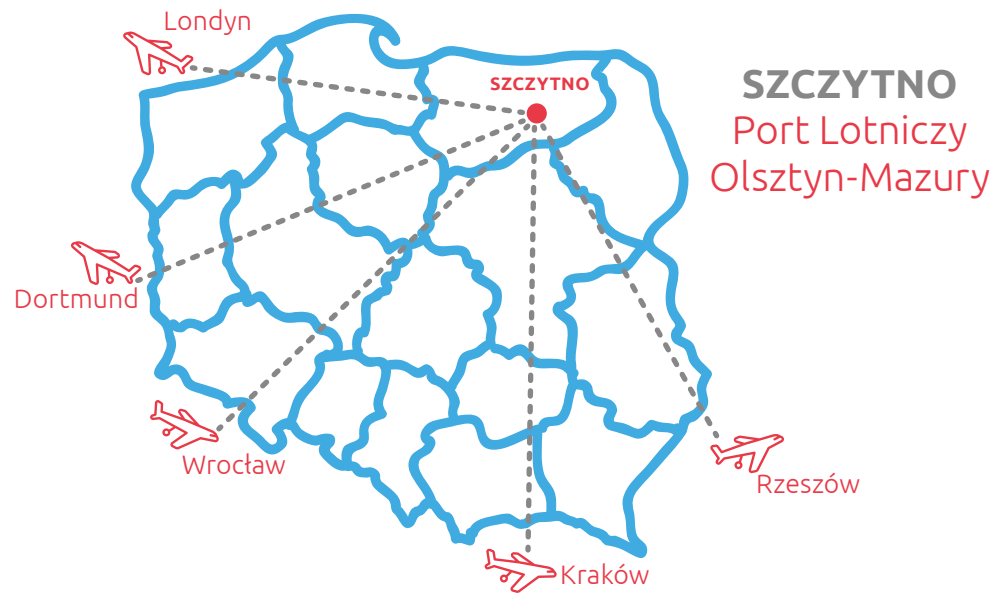 Londyn
SZCZYTNO
SZCZYTNO
Port Lotniczy
Olsztyn-Mazury
Dortmund
Wrocław
Rzeszów
Kraków